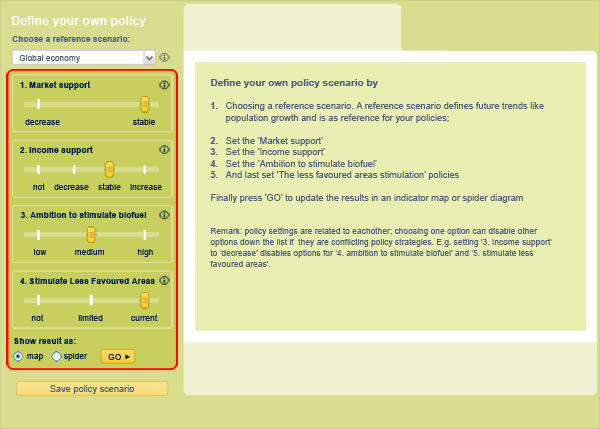 Define your own policy
Choose a reference scenario:
Global economy
1. Market support
decrease stable
2. Income support
not decrease stable increase
3. Ambition to stimulate biofuel
low medium high
4. Stimulate Less Favoured Areas
not limited current
Show result as:
map spider GO
Save policy scenario
Define your own policy scenario by
1. Choosing a reference scenario. A reference scenario defines future trends like
population growth and is as reference for your policies;
2. Set the 'Market support'
3. Set the 'Income support'
4. Set the 'Ambition to stimulate biofuel'
5. And last set 'The less favoured areas stimulation' policies
Finally press 'GO' to update the results in an indicator map or spider diagram
Remark: policy settings are related to eachother; choosing one option can disable other
options down the list if they are conflicting policy strategies. E.g. setting '3. Income support'
to 'decrease' disables options for '4. ambition to stimulate biofuel' and '5. stimulate less
favoured areas'.